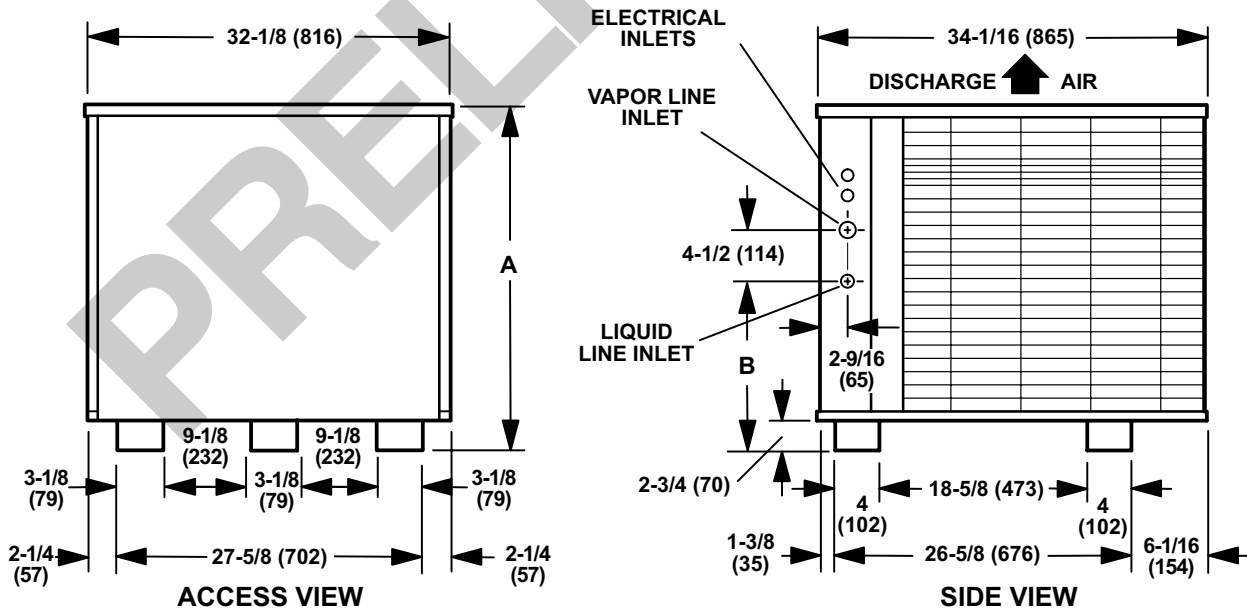 32-1/8 (816)
A
9-1/8
(232)
9-1/8
(232)
3-1/8
(79)
3-1/8
(79)
3-1/8
(79)
2-1/4
(57)
27-5/8 (702)
2-1/4
(57)
ACCESS VIEW
ELECTRICAL
INLETS
VAPOR LINE
INLET
34-1/16 (865)
DISCHARGE AIR
4-1/2 (114)
LIQUID
LINE INLET
B
2-9/16
(65)
2-3/4 (70)
4
(102)
18-5/8 (473)
4
(102)
1-3/8
(35)
26-5/8 (676)
6-1/16
(154)
SIDE VIEW